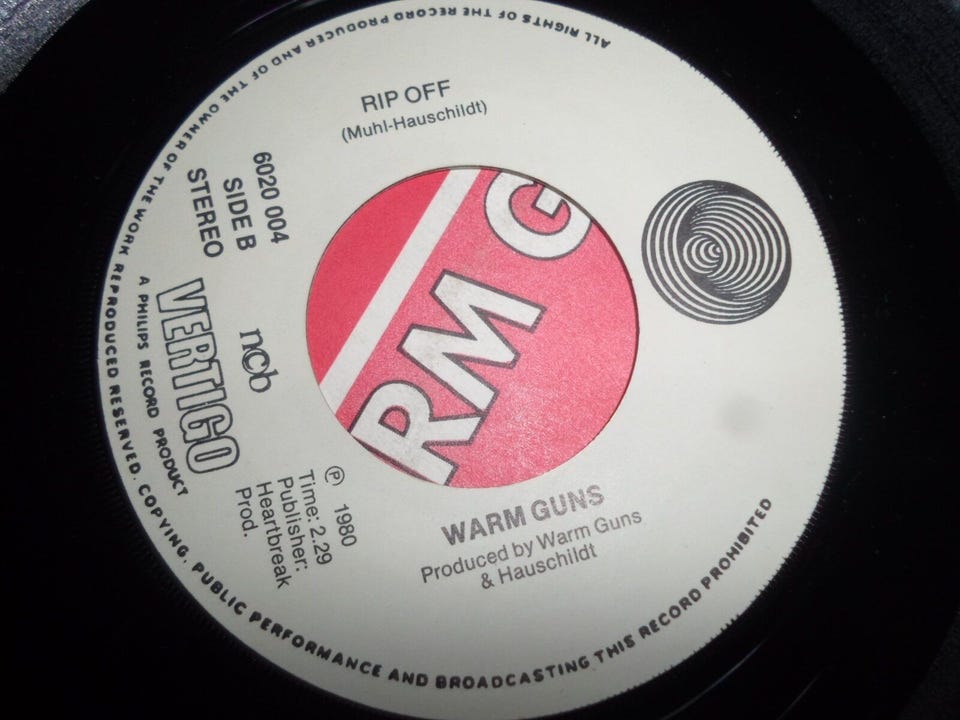 ALL RIGHTS OF THE RECORD PRODUCER AND OF THE OWNER OF THE WORK REPRODUCED RESERVED. COPYING, PUBLIC PERFORMANCE AND BROADCASTING THIS RECORD PROHIBITED
RIP OFF
(Muhl-Hauschildt)
6020 004
SIDE B
STEREO
VERTIGO
A PHILIPS RECORD PRODUCT
ncb
RM G
℗ 1980
Time: 2.29
Publisher:
Heartbreak
Prod.
WARM GUNS
Produced by Warm Guns
& Hauschildt